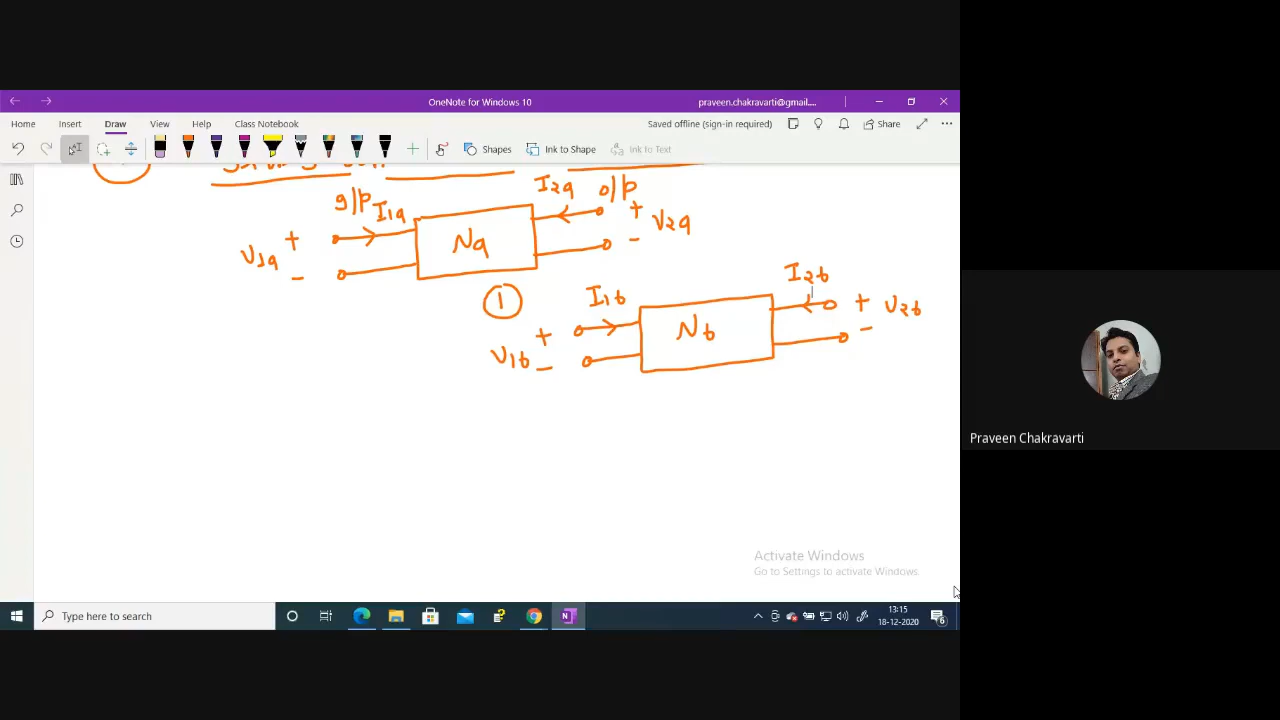 OneNote for Windows 10
praveen.chakravarti@gmail....
Home Insert Draw View Help Class Notebook
Saved offline (sign-in required)
Share
Shapes Ink to Shape Ink to Text
I1a I2a o/p
V1a + - Na + - V2a
1
I1b I2b
V1b + - Nb + - V2b
Praveen Chakravarti
Activate Windows
Go to Settings to activate Windows.
Type here to search
13:15
18-12-2020
6